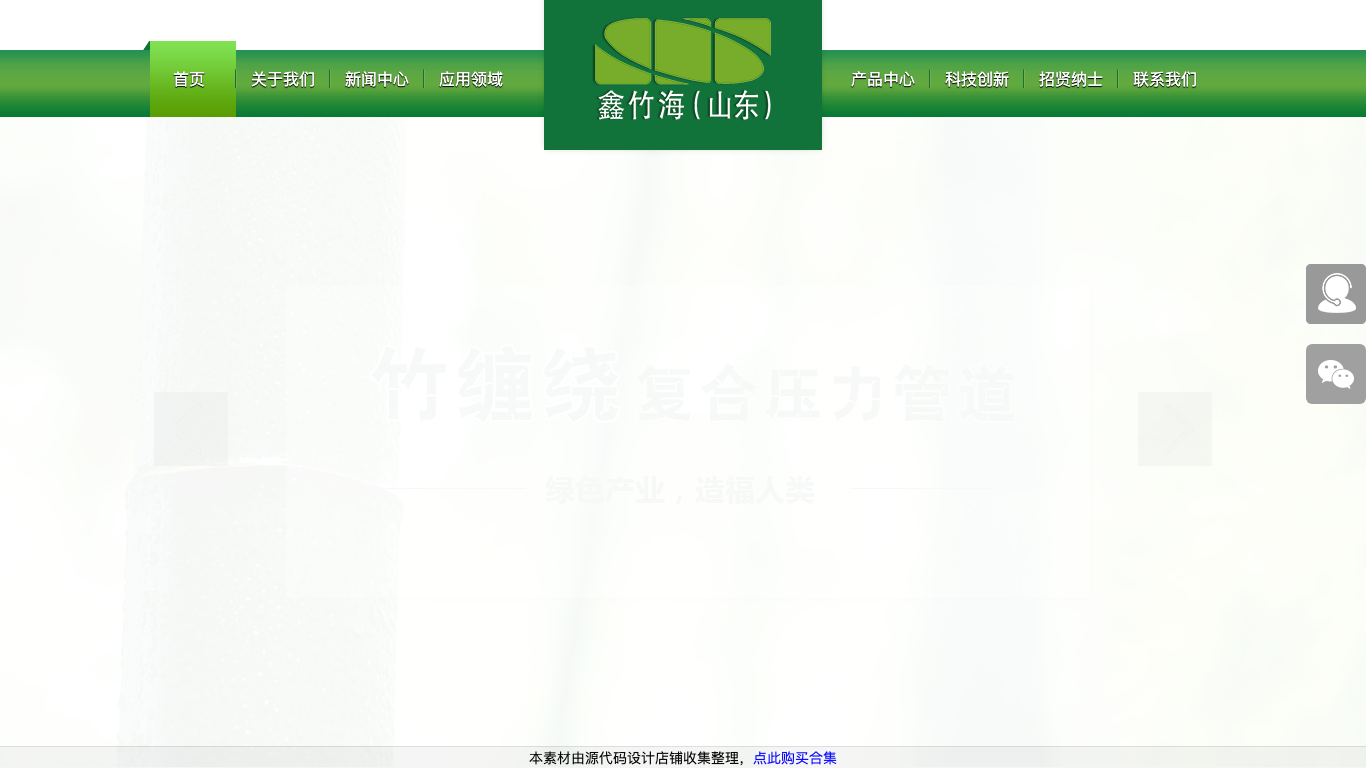 首页
关于我们
新闻中心
应用领域
鑫竹海(山东)
产品中心
科技创新
招贤纳士
联系我们
竹缠绕复合压力管道
绿色产业，造福人类
本素材由源代码设计店铺收集整理，点此购买合集